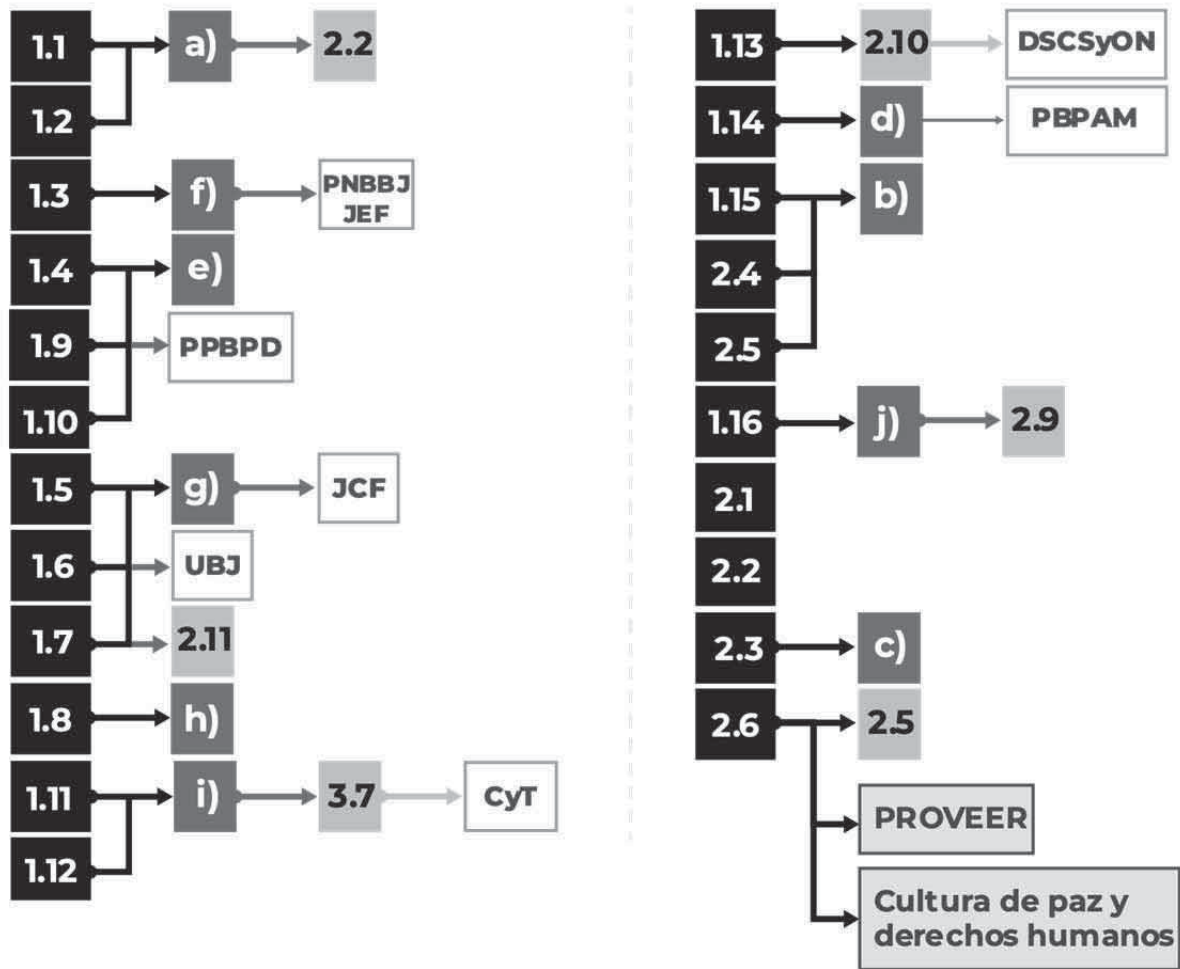 1.1 a) 2.2
1.2
1.3 f) PNBBJ
JEF
1.4 e)
1.9 PPBPD
1.10
1.5 g) JCF
1.6 UBJ
1.7 2.11
1.8 h)
1.11 i) 3.7 CyT
1.12
1.13 2.10 DSCSyON
1.14 d) PBPAM
1.15 b)
2.4
2.5
1.16 j) 2.9
2.1
2.2
2.3 c)
2.6 2.5
PROVEER
Cultura de paz y
derechos humanos